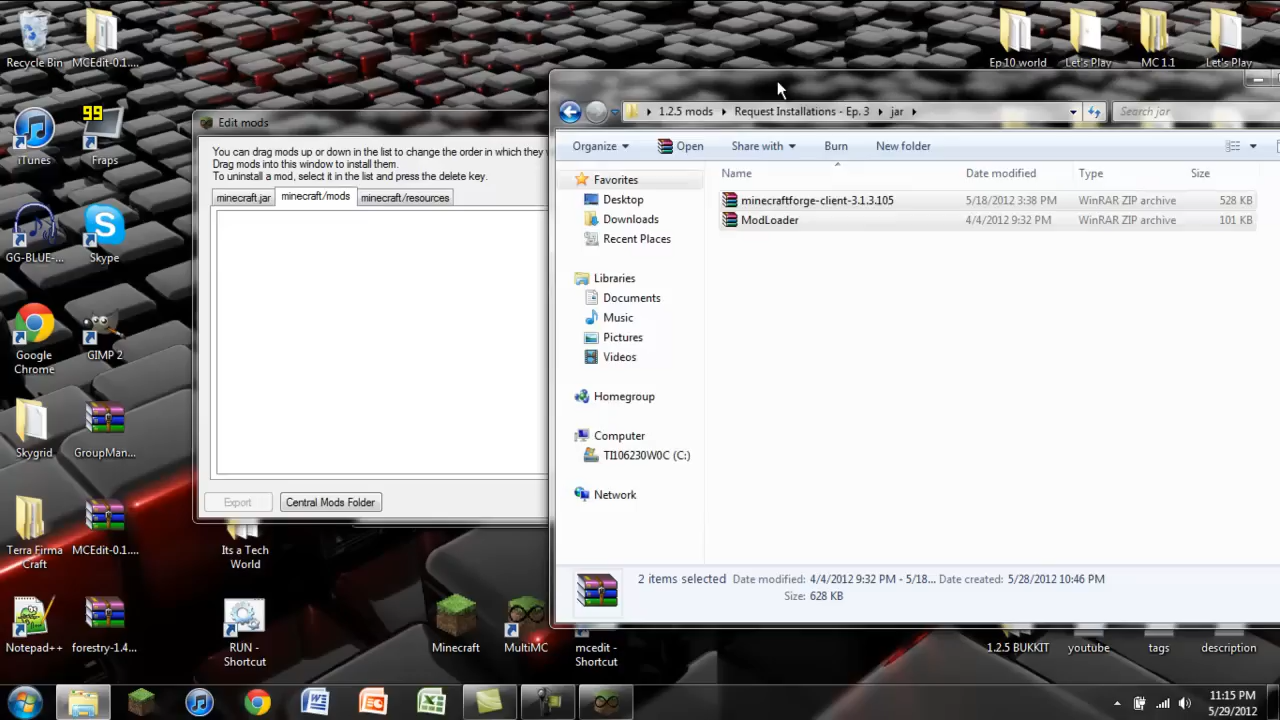 Recycle Bin
MCEdit-0.1....
Ep 10 world
Let's Play
MC 1.1
Let's Play
99
iTunes
Fraps
GG-BLUE-...
Skype
Google Chrome
GIMP 2
Skygrid
GroupMan...
Terra Firma Craft
MCEdit-0.1....
Its a Tech World
Notepad++
forestry-1.4...
RUN - Shortcut
Minecraft
MultiMC
mcedit - Shortcut
1.2.5 BUKKIT
youtube
tags
description
Edit mods
You can drag mods up or down in the list to change the order in which they
Drag mods into this window to install them.
To uninstall a mod, select it in the list and press the delete key.
minecraft.jar
minecraft/mods
minecraft/resources
Export
Central Mods Folder
1.2.5 mods
Request Installations - Ep. 3
jar
Search jar
Organize
Open
Share with
Burn
New folder
Name
Date modified
Type
Size
Favorites
Desktop
Downloads
Recent Places
Libraries
Documents
Music
Pictures
Videos
Homegroup
Computer
TI106230W0C (C:)
Network
minecraftforge-client-3.1.3.105
5/18/2012 3:38 PM
WinRAR ZIP archive
528 KB
ModLoader
4/4/2012 9:32 PM
WinRAR ZIP archive
101 KB
2 items selected
Date modified: 4/4/2012 9:32 PM - 5/18...
Date created: 5/28/2012 10:46 PM
Size: 628 KB
11:15 PM
5/29/2012